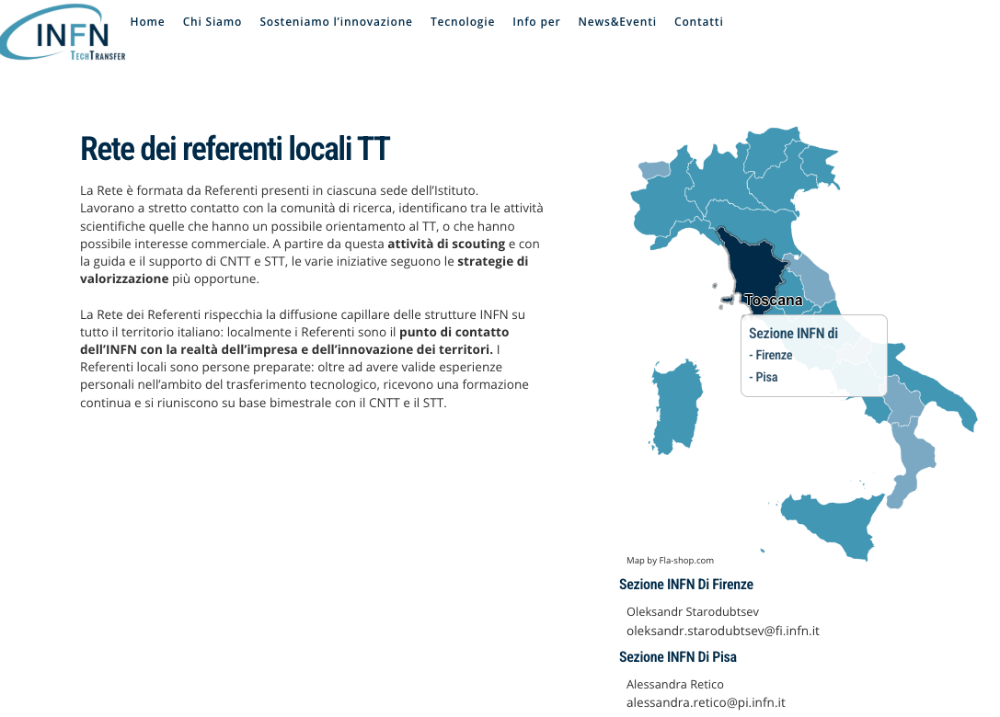 INFN
TECHTRANSFER
Home Chi Siamo Sosteniamo l'innovazione Tecnologie Info per News&Eventi Contatti
Rete dei referenti locali TT
La Rete è formata da Referenti presenti in ciascuna sede dell'Istituto.
Lavorano a stretto contatto con la comunità di ricerca, identificano tra le attività
scientifiche quelle che hanno un possibile orientamento al TT, o che hanno
possibile interesse commerciale. A partire da questa attività di scouting e con
la guida e il supporto di CNTT e STT, le varie iniziative seguono le strategie di
valorizzazione più opportune.
La Rete dei Referenti rispecchia la diffusione capillare delle strutture INFN su
tutto il territorio italiano: localmente i Referenti sono il punto di contatto
dell'INFN con la realtà dell'impresa e dell'innovazione dei territori. I
Referenti locali sono persone preparate: oltre ad avere valide esperienze
personali nell'ambito del trasferimento tecnologico, ricevono una formazione
continua e si riuniscono su base bimestrale con il CNTT e il STT.
Toscana
Sezione INFN di
- Firenze
- Pisa
Map by Fla-shop.com
Sezione INFN Di Firenze
Oleksandr Starodubtsev
oleksandr.starodubtsev@fi.infn.it
Sezione INFN Di Pisa
Alessandra Retico
alessandra.retico@pi.infn.it